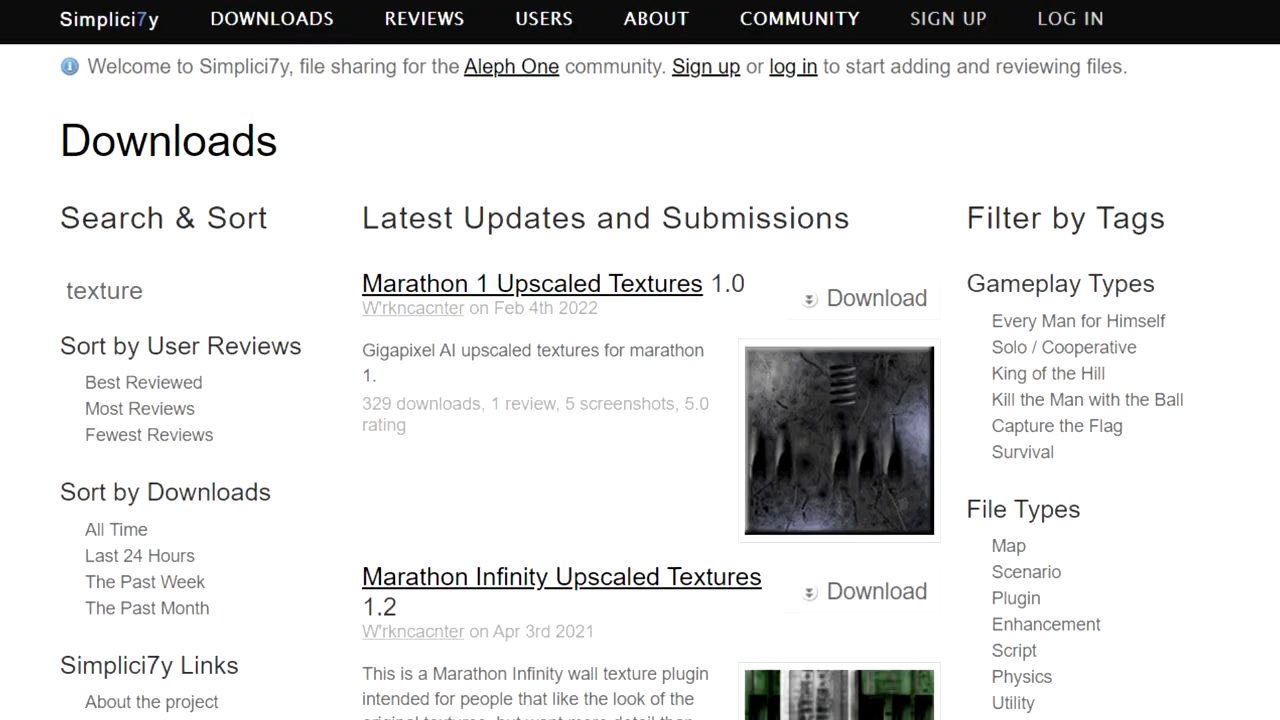 Simplici7y DOWNLOADS REVIEWS USERS ABOUT COMMUNITY SIGN UP LOG IN
Welcome to Simplici7y, file sharing for the Aleph One community. Sign up or log in to start adding and reviewing files.
Downloads
Search & Sort
texture
Sort by User Reviews
Best Reviewed
Most Reviews
Fewest Reviews
Sort by Downloads
All Time
Last 24 Hours
The Past Week
The Past Month
Simplici7y Links
About the project
Latest Updates and Submissions
Marathon 1 Upscaled Textures 1.0
Download
W'rkncacnter on Feb 4th 2022
Gigapixel AI upscaled textures for marathon
1.
329 downloads, 1 review, 5 screenshots, 5.0
rating
Marathon Infinity Upscaled Textures
1.2
Download
W'rkncacnter on Apr 3rd 2021
This is a Marathon Infinity wall texture plugin
intended for people that like the look of the
original textures, but want more detail than
Filter by Tags
Gameplay Types
Every Man for Himself
Solo / Cooperative
King of the Hill
Kill the Man with the Ball
Capture the Flag
Survival
File Types
Map
Scenario
Plugin
Enhancement
Script
Physics
Utility